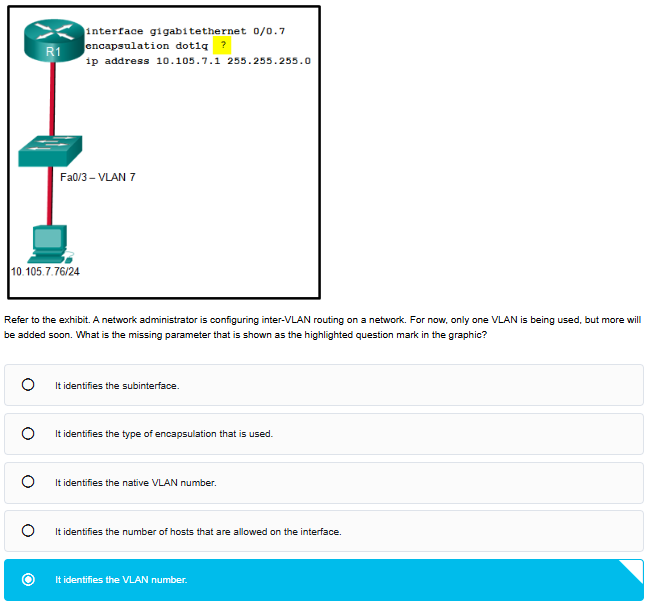 interface gigabitethernet 0/0.7
encapsulation dot1q ?
ip address 10.105.7.1 255.255.255.0
R1
Fa0/3 – VLAN 7
10.105.7.76/24
Refer to the exhibit. A network administrator is configuring inter-VLAN routing on a network. For now, only one VLAN is being used, but more will
be added soon. What is the missing parameter that is shown as the highlighted question mark in the graphic?
It identifies the subinterface.
It identifies the type of encapsulation that is used.
It identifies the native VLAN number.
It identifies the number of hosts that are allowed on the interface.
It identifies the VLAN number.